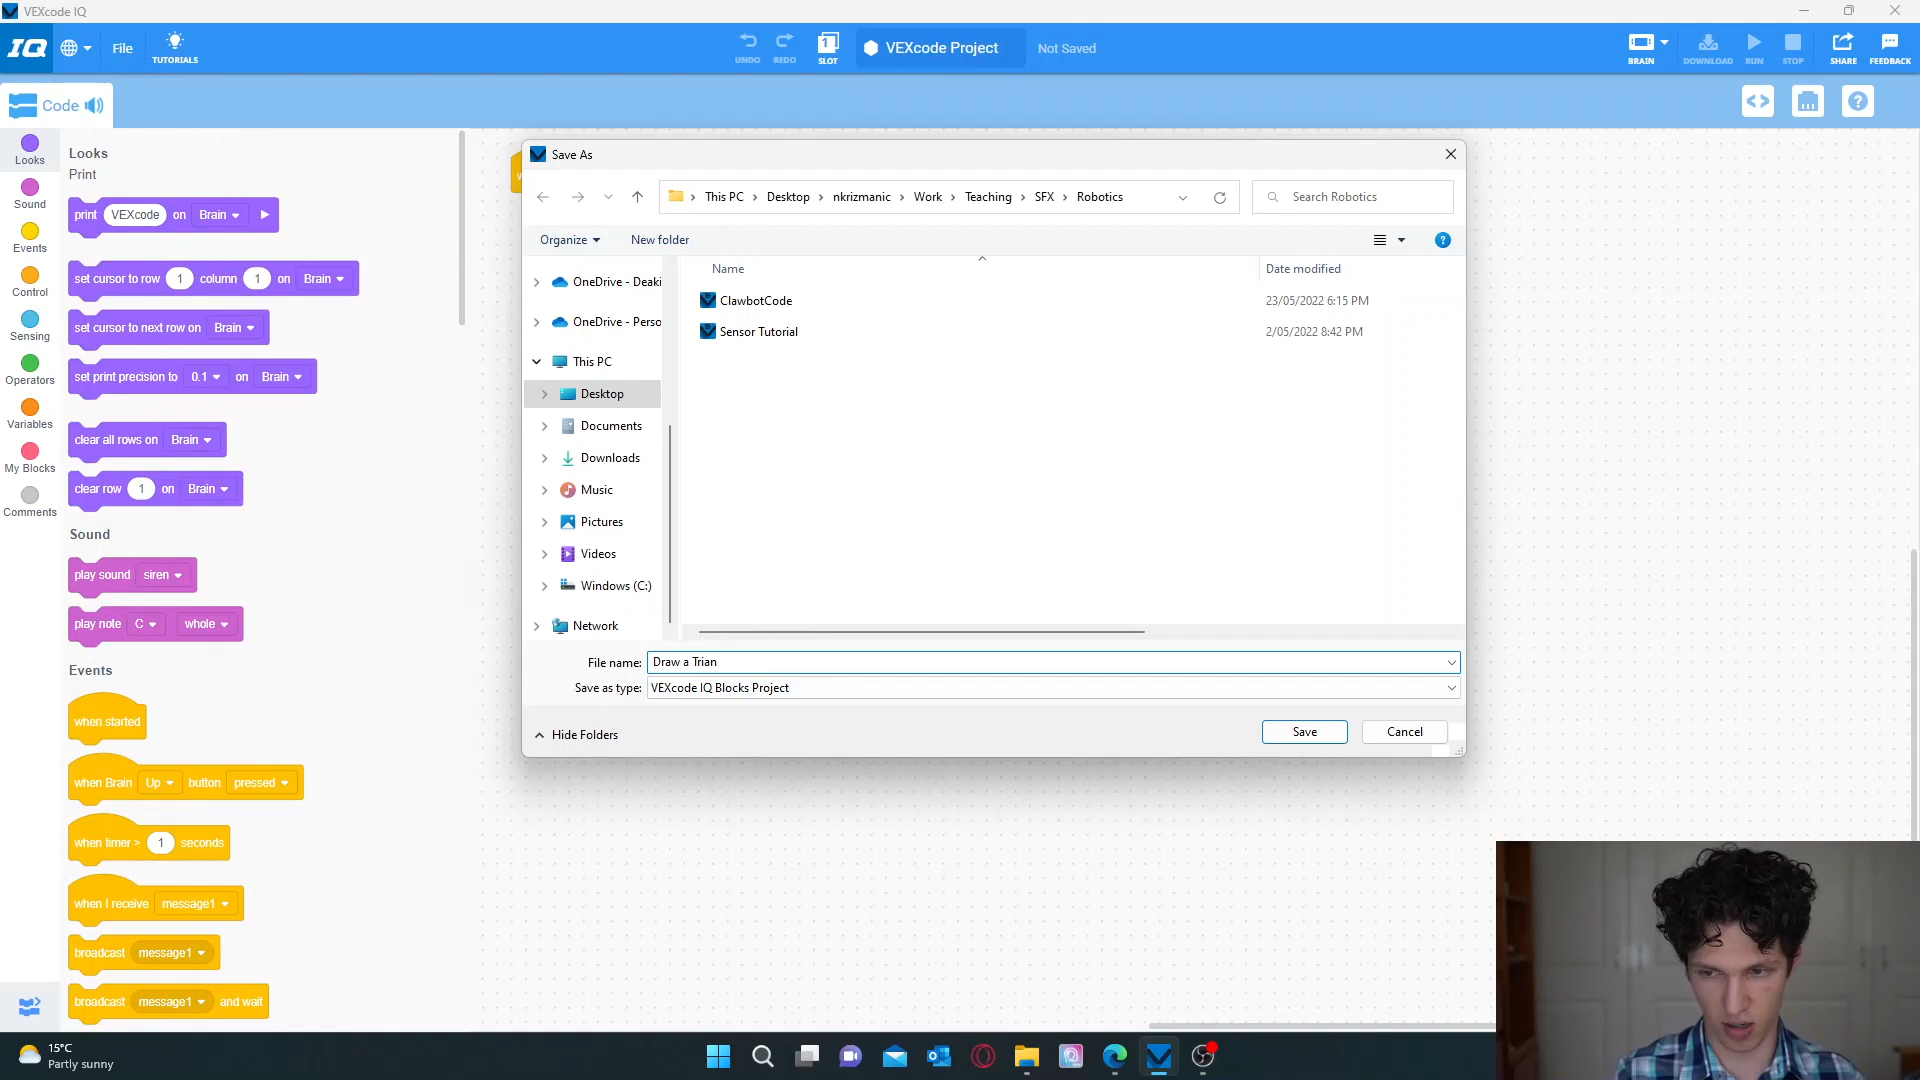 VEXcode IQ
IQ
File
TUTORIALS
UNDO
REDO
1
SLOT
VEXcode Project
Not Saved
BRAIN
DOWNLOAD
RUN
STOP
SHARE
FEEDBACK
Code
Looks
Sound
Events
Control
Sensing
Operators
Variables
My Blocks
Comments
Looks
Print
print VEXcode on Brain
set cursor to row 1 column 1 on Brain
set cursor to next row on Brain
set print precision to 0.1 on Brain
clear all rows on Brain
clear row 1 on Brain
Sound
play sound siren
play note C whole
Events
when started
when Brain Up button pressed
when timer > 1 seconds
when I receive message1
broadcast message1
broadcast message1 and wait
Save As
This PC > Desktop > nkrizmanic > Work > Teaching > SFX > Robotics
Search Robotics
Organize
New folder
?
Name
Date modified
OneDrive - Deaki
OneDrive - Perso
This PC
Desktop
Documents
Downloads
Music
Pictures
Videos
Windows (C:)
Network
ClawbotCode 23/05/2022 6:15 PM
Sensor Tutorial 2/05/2022 8:42 PM
File name: Draw a Trian
Save as type: VEXcode IQ Blocks Project
Hide Folders
Save
Cancel
15°C
Partly sunny